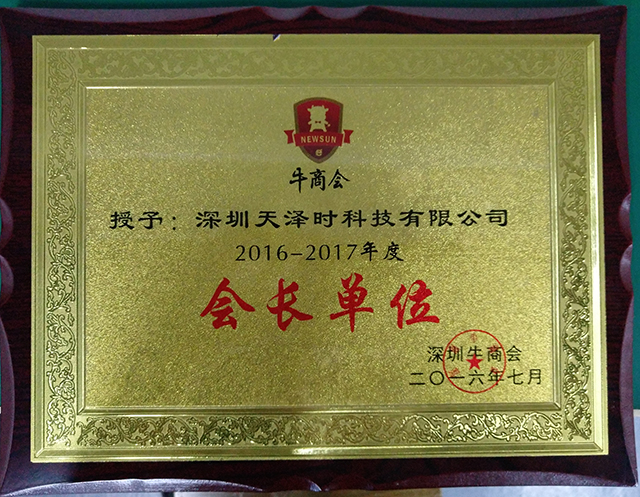 NEWSUN
牛商会
授予：深圳天泽时科技有限公司
2016-2017年度
会长单位
深圳牛商会
二〇一六年七月